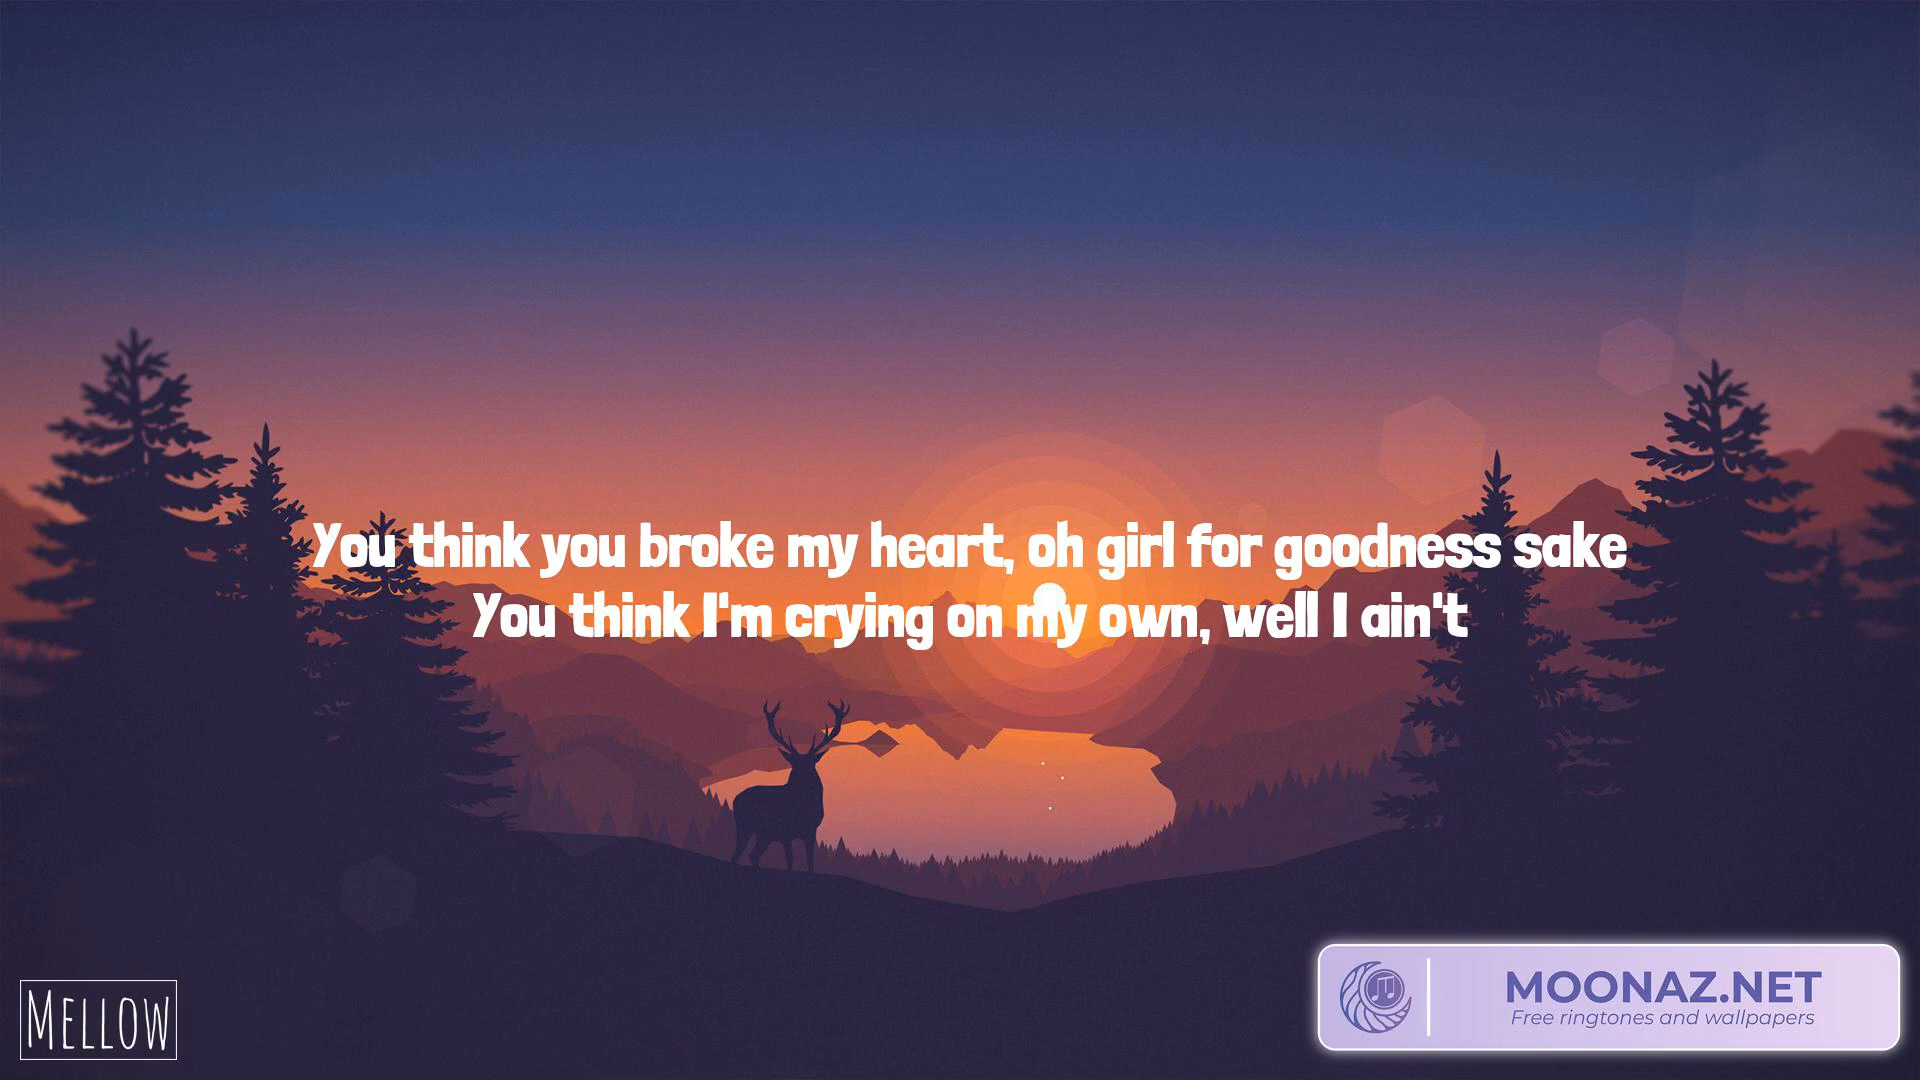 You think you broke my heart, oh girl for goodness sake
You think I'm crying on my own, well I ain't
MELLOW
MOONAZ.NET
Free ringtones and wallpapers